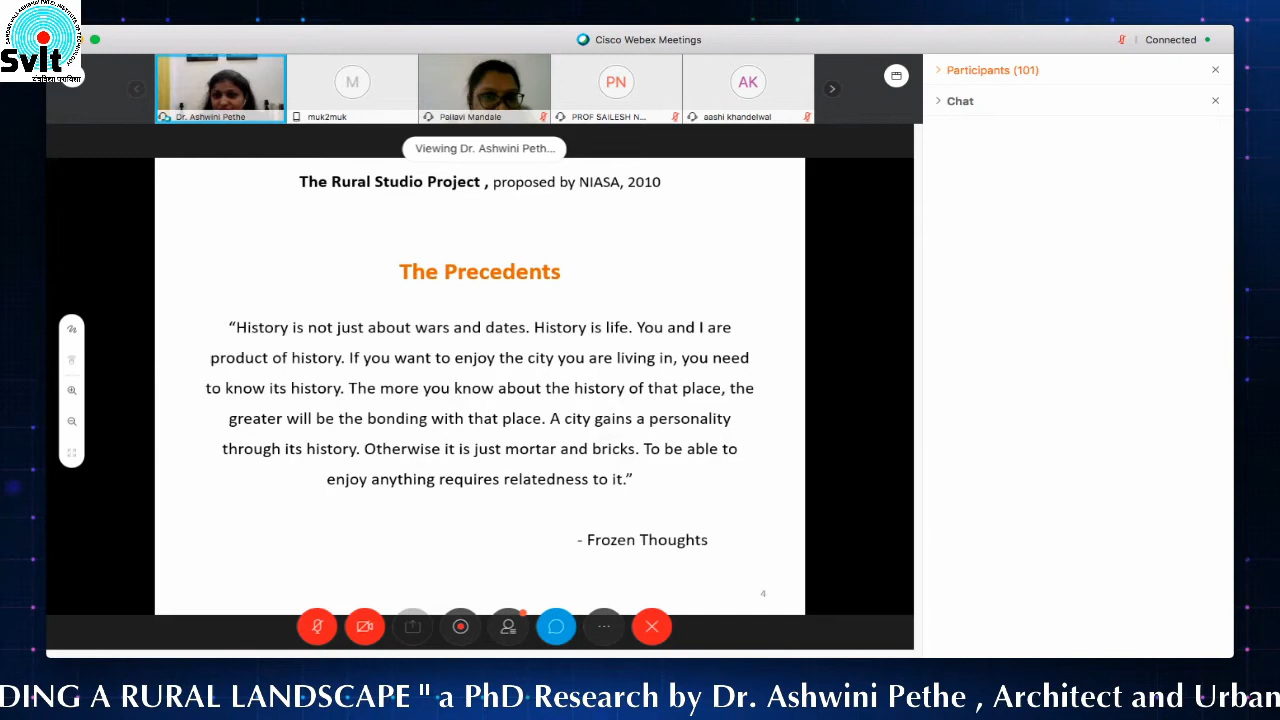 Svit
Cisco Webex Meetings
Connected
M
PN
AK
Dr. Ashwini Pethe
muk2muk
Pallavi Mandale
PROF SAILESH N...
aashi khandelwal
Participants (101)
Chat
Viewing Dr. Ashwini Peth...
The Rural Studio Project , proposed by NIASA, 2010
The Precedents
“History is not just about wars and dates. History is life. You and I are
product of history. If you want to enjoy the city you are living in, you need
to know its history. The more you know about the history of that place, the
greater will be the bonding with that place. A city gains a personality
through its history. Otherwise it is just mortar and bricks. To be able to
enjoy anything requires relatedness to it.”
- Frozen Thoughts
4
DING A RURAL LANDSCAPE " a PhD Research by Dr. Ashwini Pethe , Architect and Urban